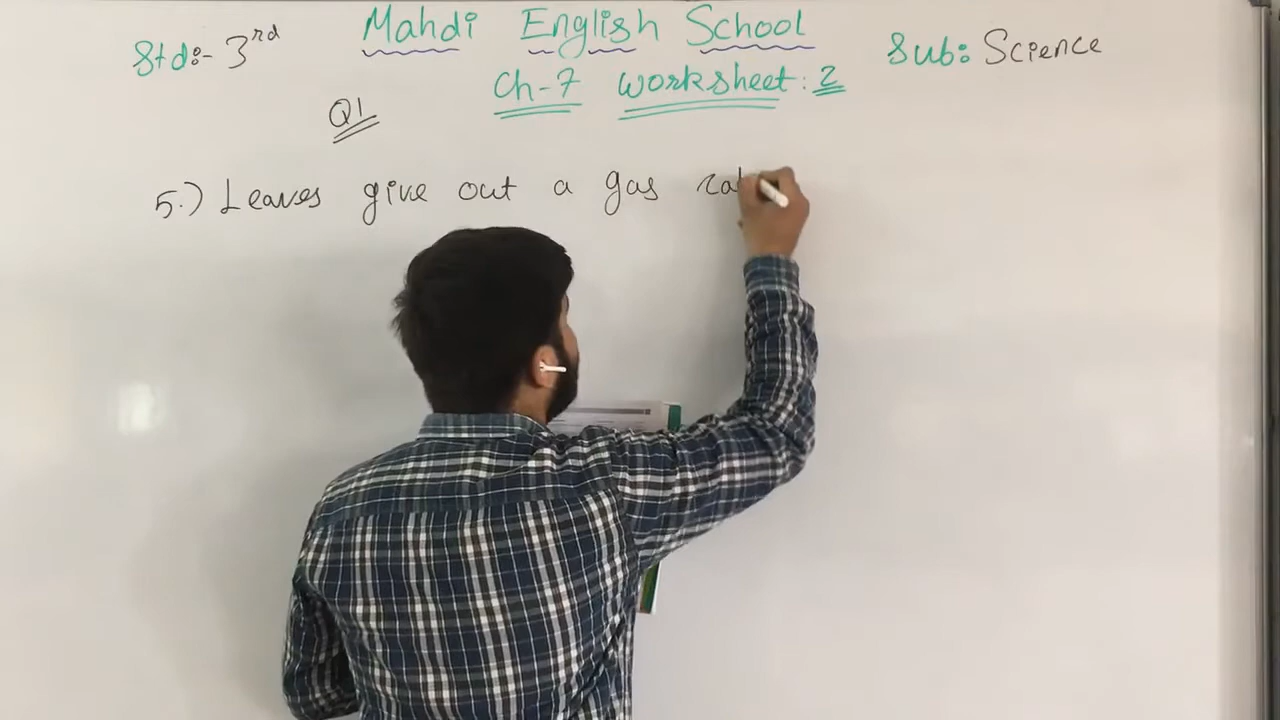 Mahdi English School
Std:- 3rd
Sub: Science
Ch-7 Worksheet: 2
Q1
5.) Leaves give out a gas